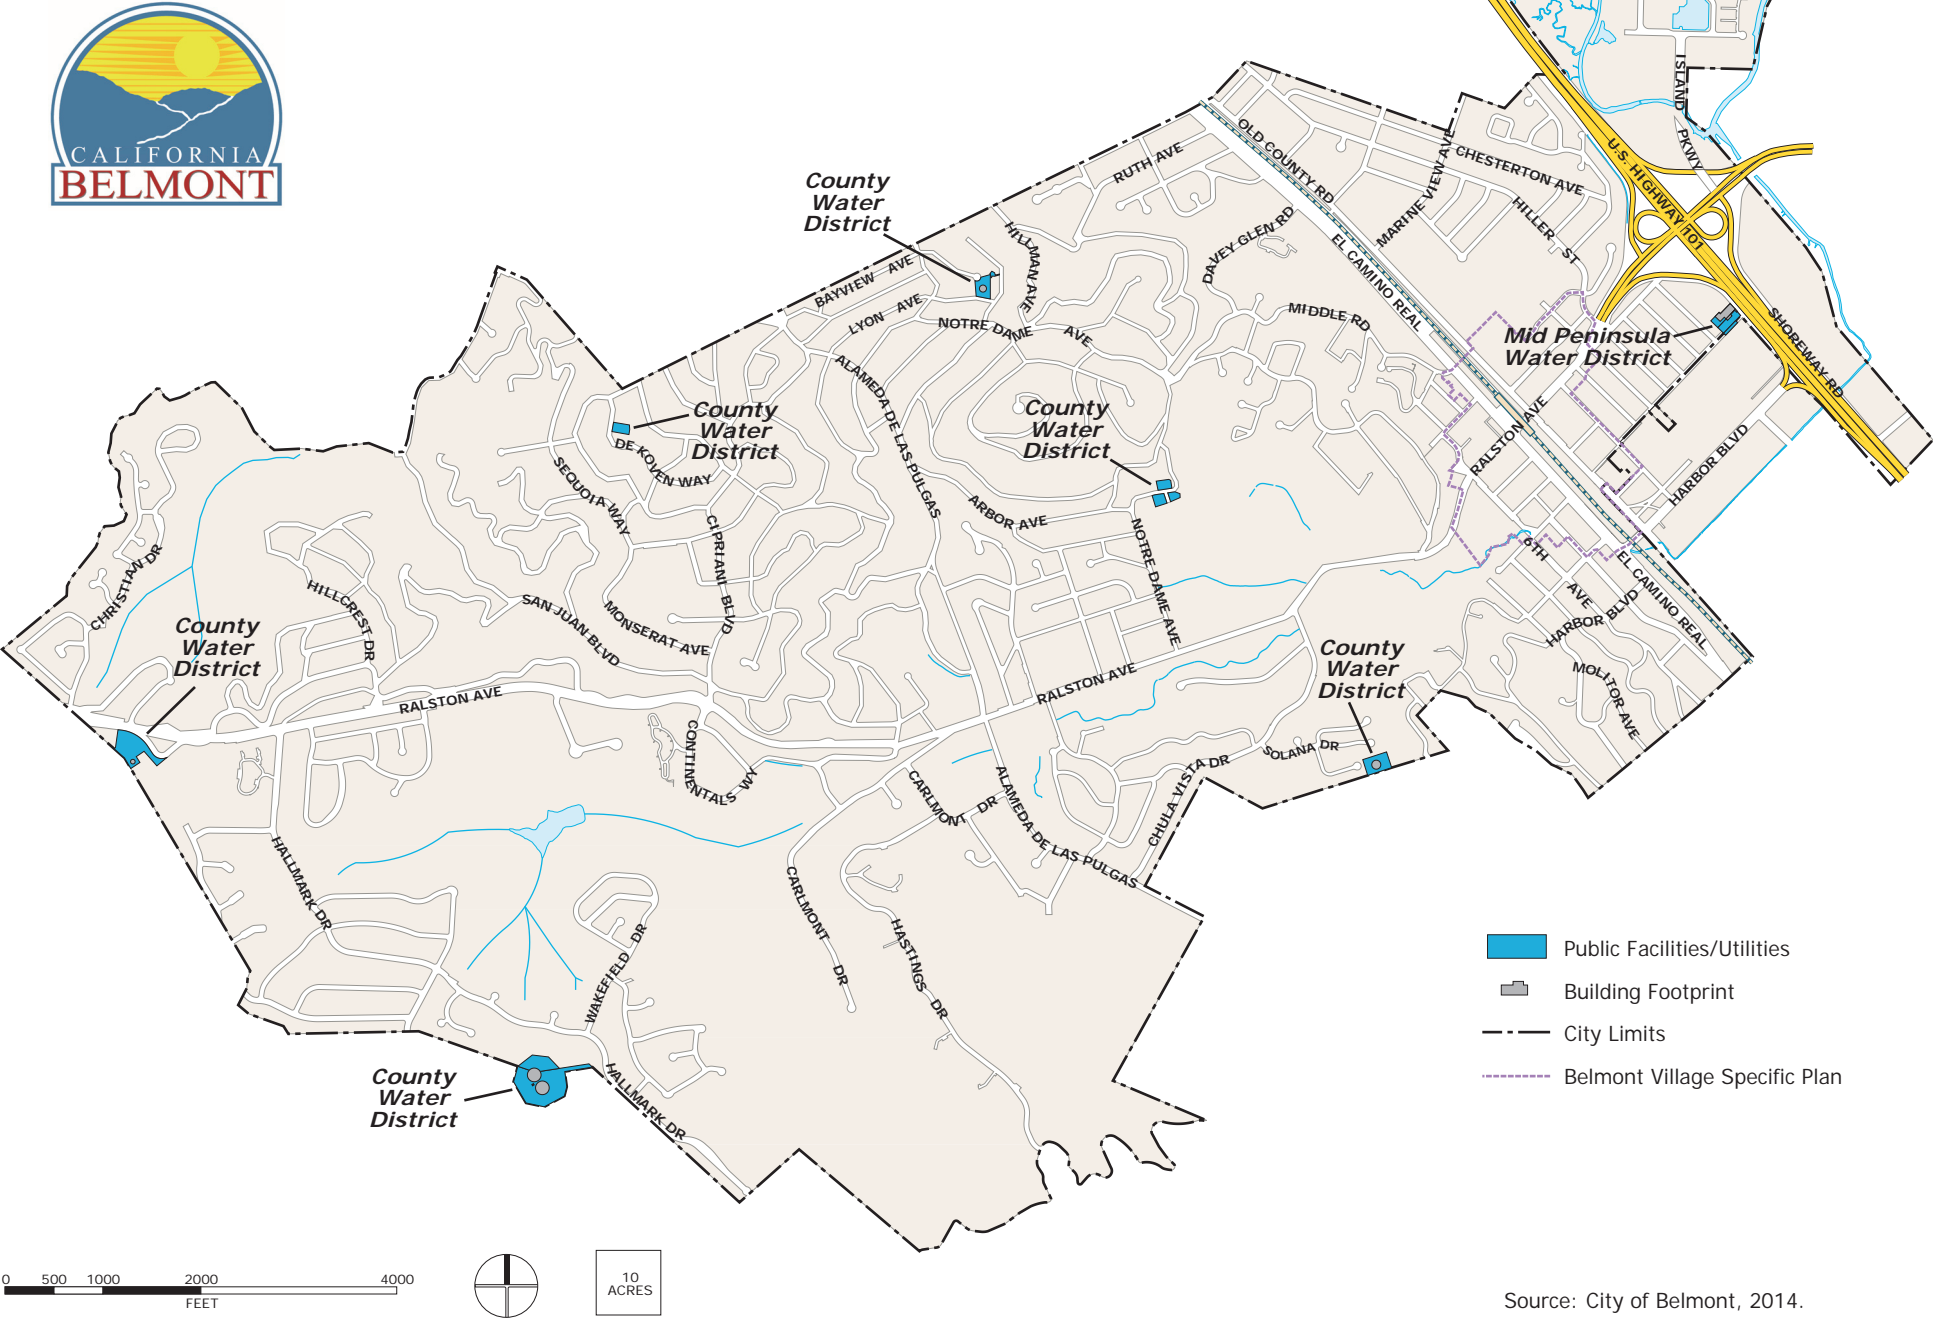 CALIFORNIA
BELMONT
ISLAND
PKWY
U.S. HIGHWAY 101
OLD COUNTY RD
CHESTERTON AVE
MARINE VIEW AVE
HILLER ST
RUTH AVE
County
Water
District
HILLMAN AVE
DAVEY GLEN RD
EL CAMINO REAL
BAYVIEW AVE
LYON AVE
NOTRE DAME AVE
MIDDLE RD
Mid Peninsula
Water District
SHOREWAY RD
ALAMEDA DE LAS PULGAS
County
Water
District
County
Water
District
RALSTON AVE
HARBOR BLVD
DE KOVEN WAY
SEQUOIA WAY
CIPRIANI BLVD
ARBOR AVE
NOTRE DAME AVE
CHRISTIAN DR
HILLCREST DR
SAN JUAN BLVD
MONSERAT AVE
6TH AVE
EL CAMINO REAL
HARBOR BLVD
MOLITOR AVE
County
Water
District
County
Water
District
RALSTON AVE
RALSTON AVE
CONTINENTALS WY
SOLANA DR
CHULA VISTA DR
CARLMONT DR
ALAMEDA DE LAS PULGAS
HALLMARK DR
CARLMONT DR
HASTINGS DR
WAKEFIELD DR
County
Water
District
HALLMARK DR
Public Facilities/Utilities
Building Footprint
City Limits
Belmont Village Specific Plan
0 500 1000 2000 4000
FEET
10
ACRES
Source: City of Belmont, 2014.